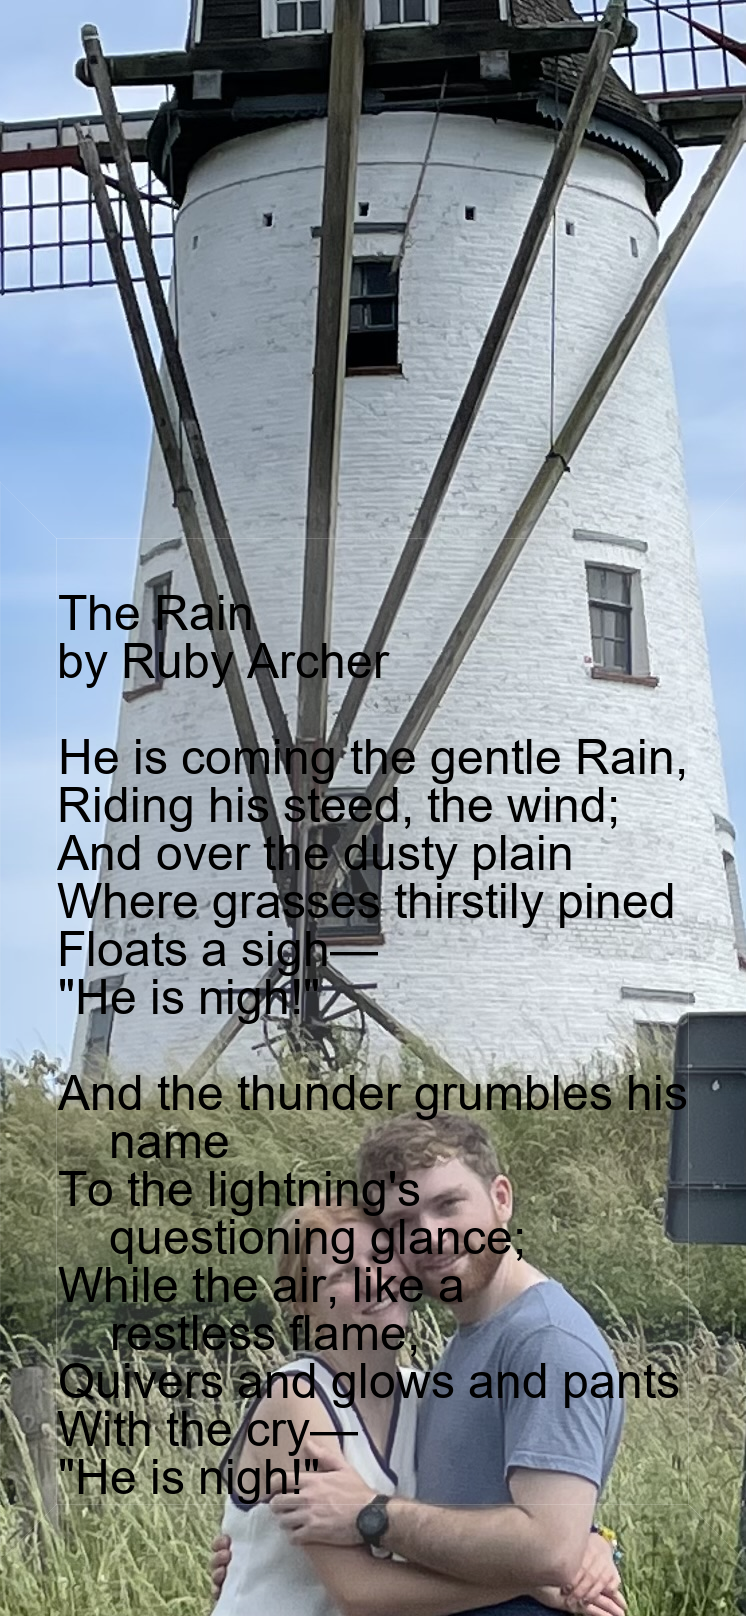 The Rain
by Ruby Archer
He is coming the gentle Rain,
Riding his steed, the wind;
And over the dusty plain
Where grasses thirstily pined
Floats a sigh—
"He is nigh!"
And the thunder grumbles his
name
To the lightning's
questioning glance;
While the air, like a
restless flame,
Quivers and glows and pants
With the cry—
"He is nigh!"